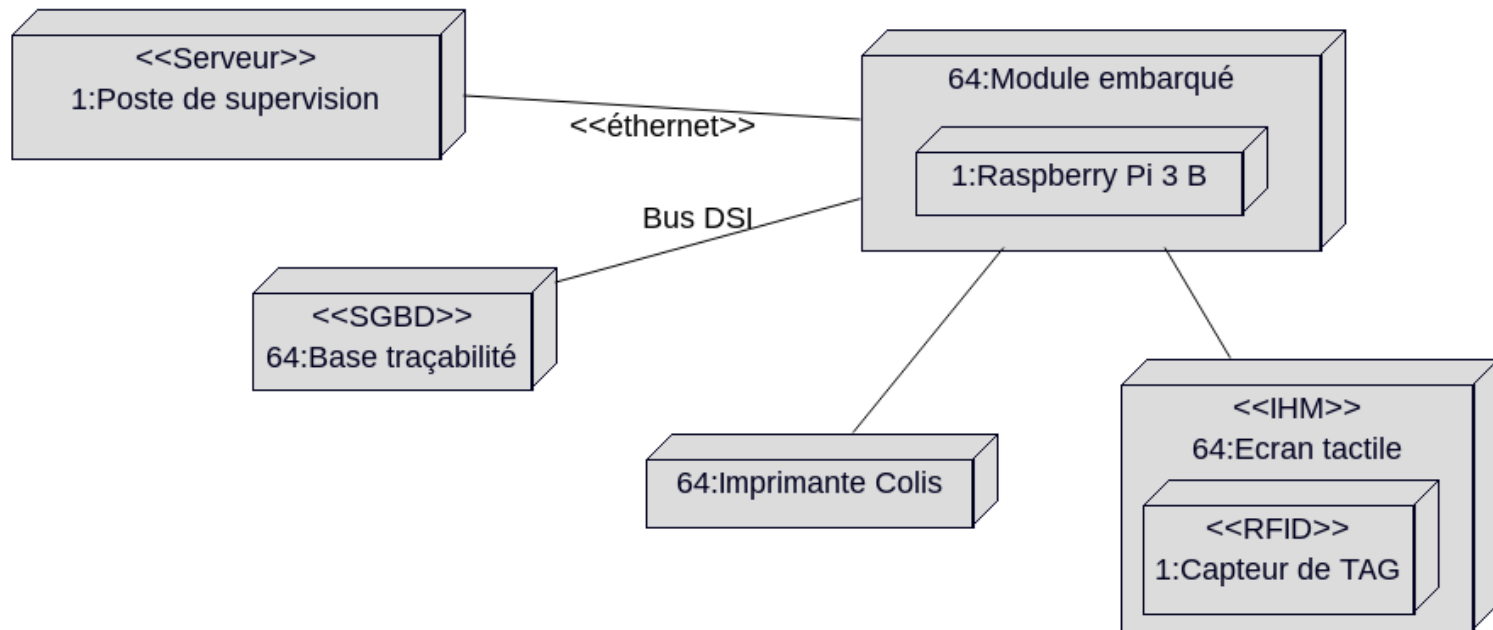 <<Serveur>>
1:Poste de supervision
64:Module embarqué
1:Raspberry Pi 3 B
<<éthernet>>
Bus DSI
<<SGBD>>
64:Base traçabilité
64:Imprimante Colis
<<IHM>>
64:Ecran tactile
<<RFID>>
1:Capteur de TAG